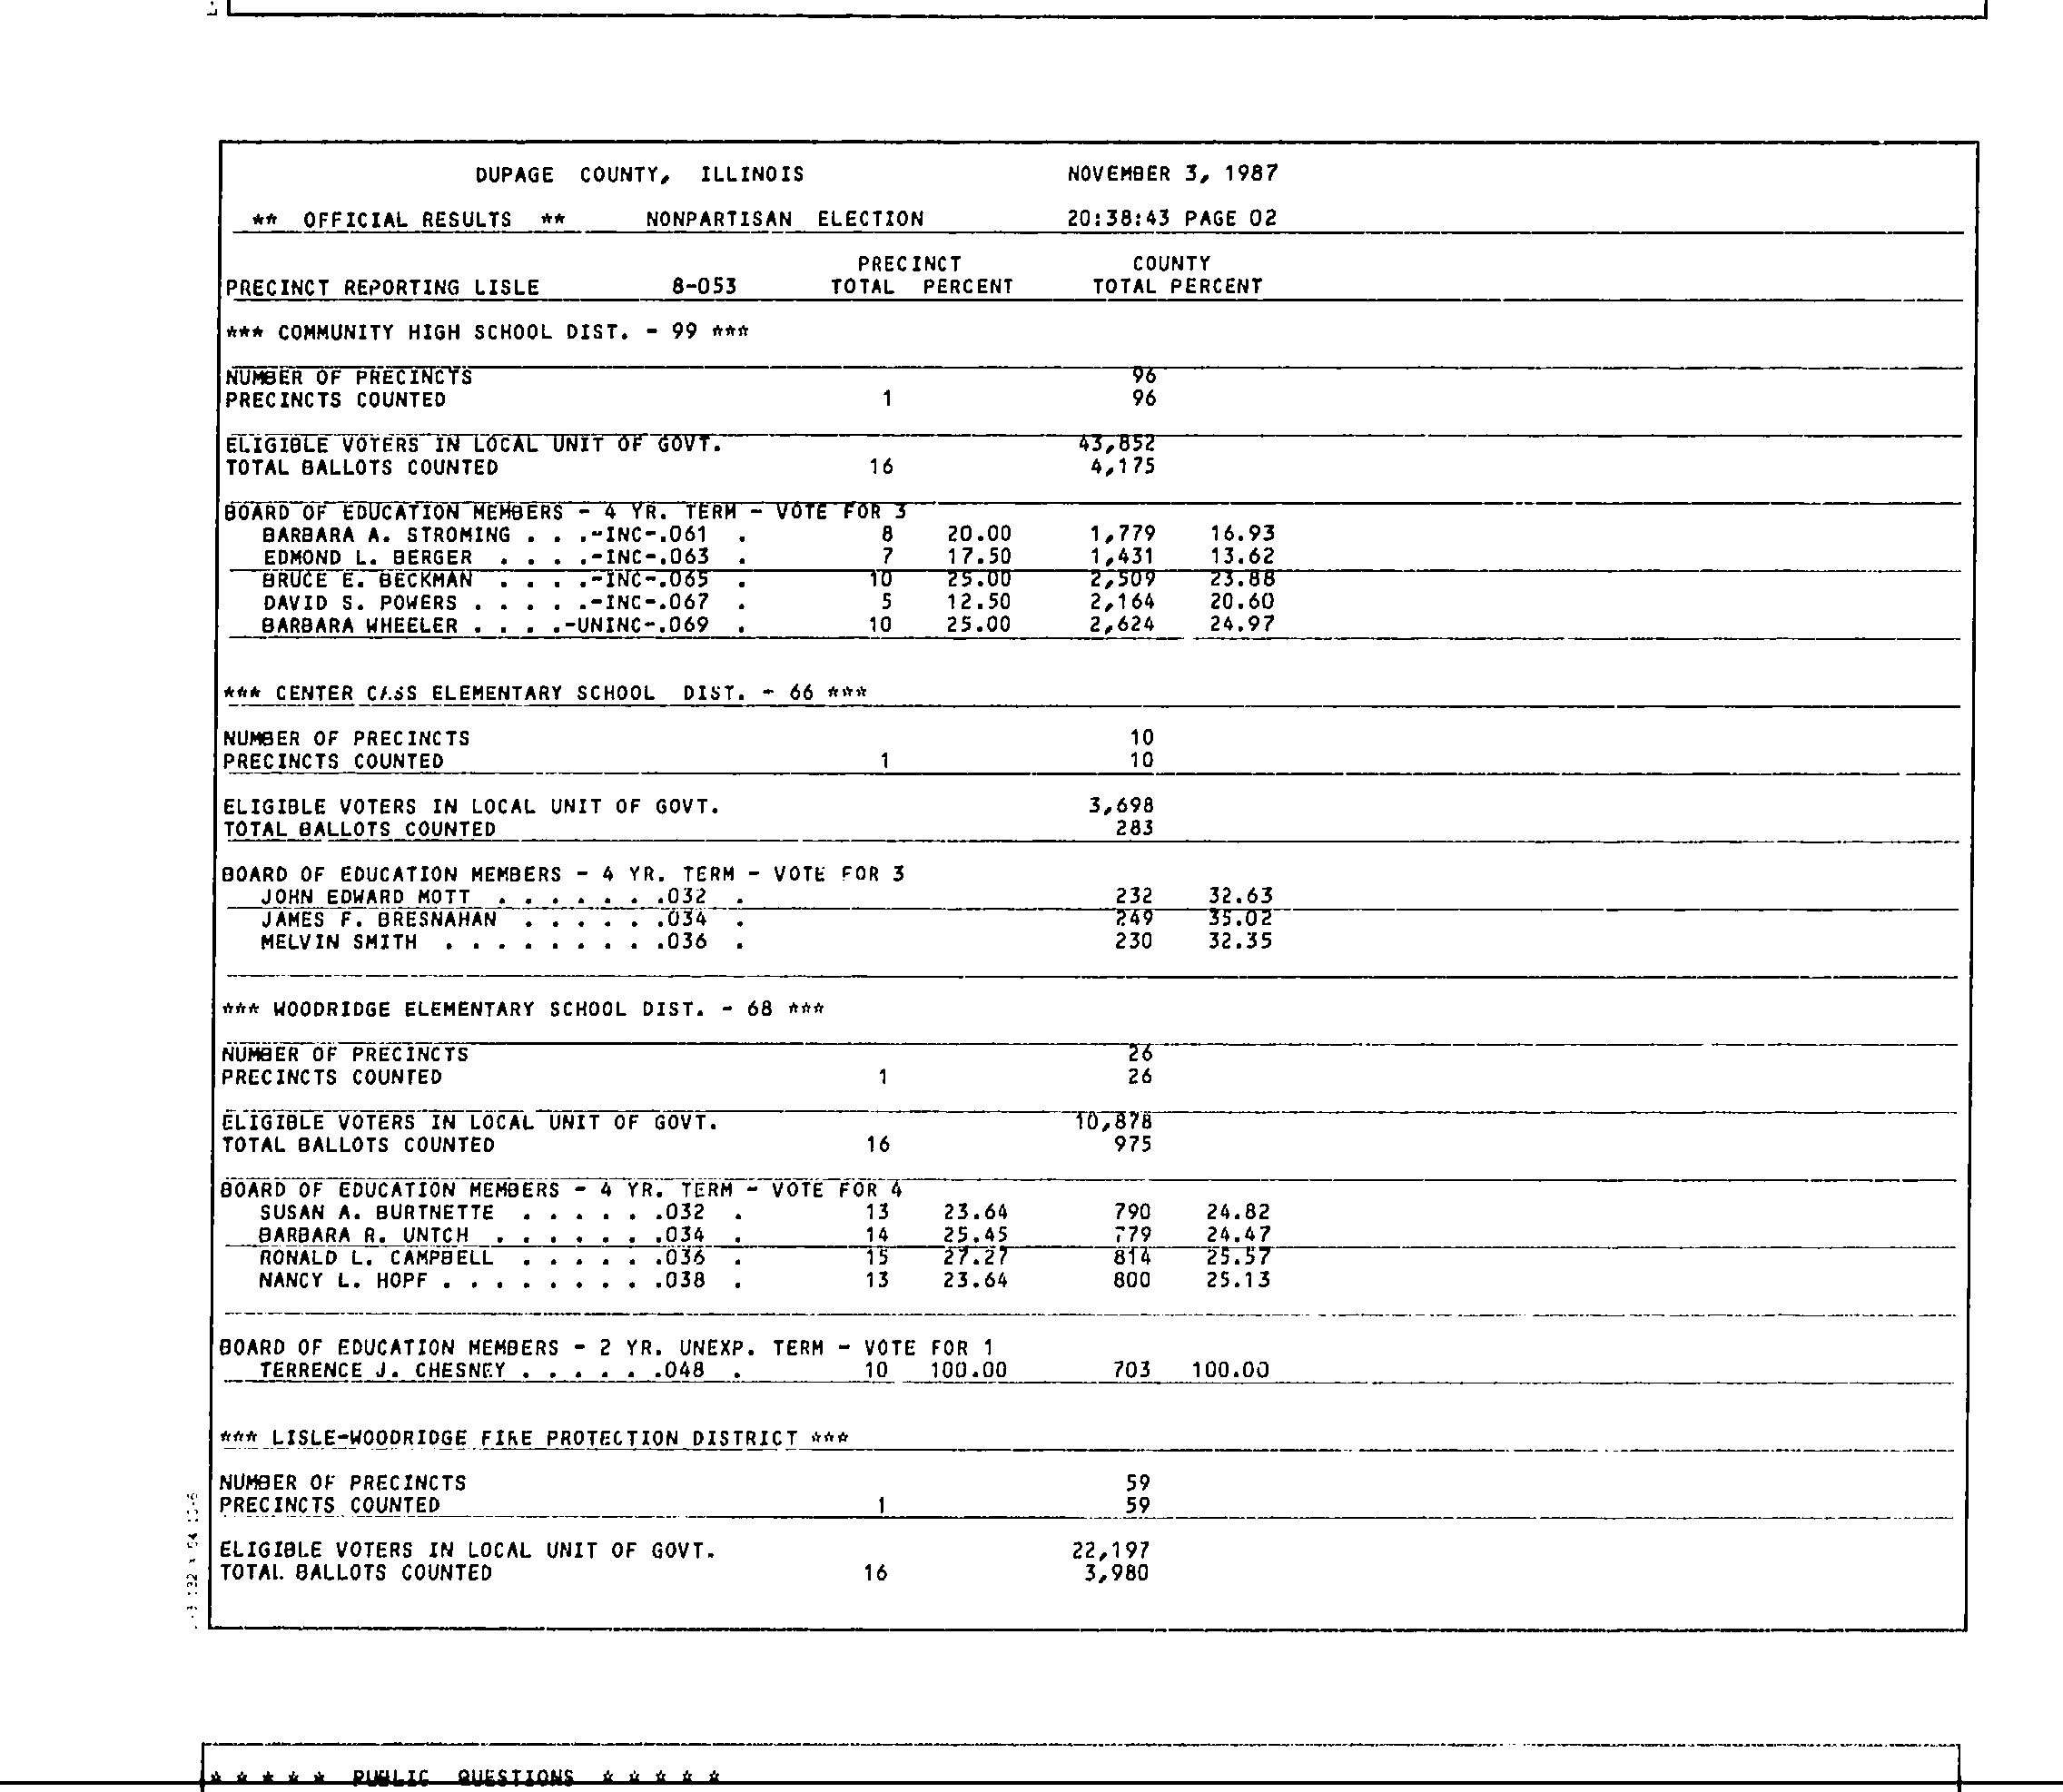 DUPAGE COUNTY, ILLINOIS NOVEMBER 3, 1987
** OFFICIAL RESULTS ** NONPARTISAN ELECTION 20:38:43 PAGE 02
PRECINCT COUNTY
PRECINCT REPORTING LISLE 8-053 TOTAL PERCENT TOTAL PERCENT
*** COMMUNITY HIGH SCHOOL DIST. - 99 ***
NUMBER OF PRECINCTS 96
PRECINCTS COUNTED 1 96
ELIGIBLE VOTERS IN LOCAL UNIT OF GOVT. 43,852
TOTAL BALLOTS COUNTED 16 4,175
BOARD OF EDUCATION MEMBERS - 4 YR. TERM - VOTE FOR 3
BARBARA A. STROMING . . .-INC-.061 . 8 20.00 1,779 16.93
EDMOND L. BERGER . . . .-INC-.063 . 7 17.50 1,431 13.62
BRUCE E. BECKMAN . . . .-INC-.065 . 10 25.00 2,509 23.88
DAVID S. POWERS . . . . .-INC-.067 . 5 12.50 2,164 20.60
BARBARA WHEELER . . . .-UNINC-.069 . 10 25.00 2,624 24.97
*** CENTER CASS ELEMENTARY SCHOOL DIST. - 66 ***
NUMBER OF PRECINCTS 10
PRECINCTS COUNTED 1 10
ELIGIBLE VOTERS IN LOCAL UNIT OF GOVT. 3,698
TOTAL BALLOTS COUNTED 283
BOARD OF EDUCATION MEMBERS - 4 YR. TERM - VOTE FOR 3
JOHN EDWARD MOTT . . . . . . .032 . 232 32.63
JAMES F. BRESNAHAN . . . . . .034 . 249 35.02
MELVIN SMITH . . . . . . . . .036 . 230 32.35
*** WOODRIDGE ELEMENTARY SCHOOL DIST. - 68 ***
NUMBER OF PRECINCTS 26
PRECINCTS COUNTED 1 26
ELIGIBLE VOTERS IN LOCAL UNIT OF GOVT. 10,878
TOTAL BALLOTS COUNTED 16 975
BOARD OF EDUCATION MEMBERS - 4 YR. TERM - VOTE FOR 4
SUSAN A. BURTNETTE . . . . . .032 . 13 23.64 790 24.82
BARBARA R. UNTCH . . . . . . .034 . 14 25.45 779 24.47
RONALD L. CAMPBELL . . . . . .036 . 15 27.27 814 25.57
NANCY L. HOPF . . . . . . . . .038 . 13 23.64 800 25.13
BOARD OF EDUCATION MEMBERS - 2 YR. UNEXP. TERM - VOTE FOR 1
TERRENCE J. CHESNEY . . . . . .048 . 10 100.00 703 100.00
*** LISLE-WOODRIDGE FIRE PROTECTION DISTRICT ***
NUMBER OF PRECINCTS 59
PRECINCTS COUNTED 1 59
ELIGIBLE VOTERS IN LOCAL UNIT OF GOVT. 22,197
TOTAL BALLOTS COUNTED 16 3,980
* * * * * PUBLIC QUESTIONS * * * * *